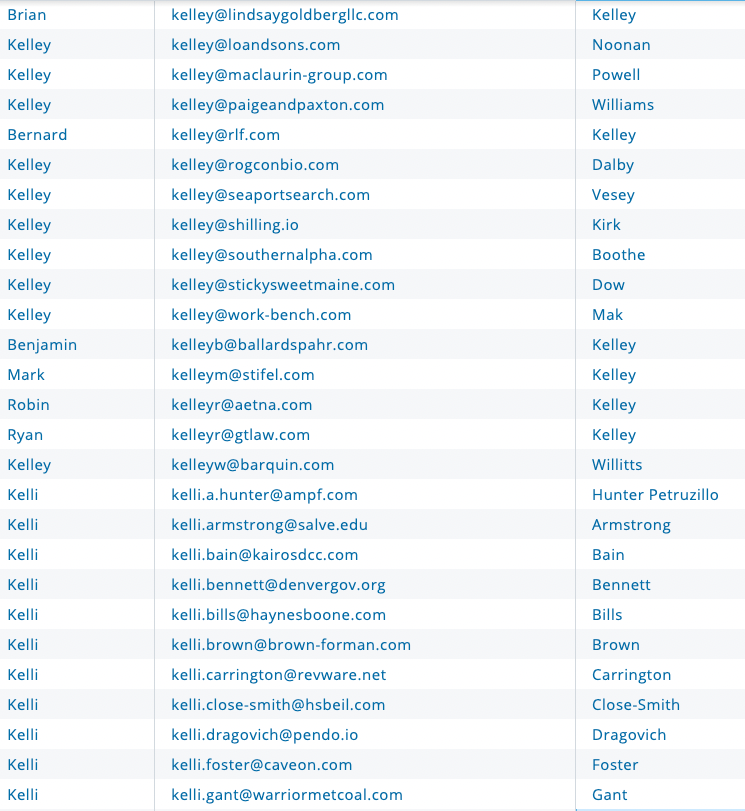 Brian kelley@lindsaygoldbergllc.com Kelley
Kelley kelley@loandsons.com Noonan
Kelley kelley@maclaurin-group.com Powell
Kelley kelley@paigeandpaxton.com Williams
Bernard kelley@rlf.com Kelley
Kelley kelley@rogconbio.com Dalby
Kelley kelley@seaportsearch.com Vesey
Kelley kelley@shilling.io Kirk
Kelley kelley@southernalpha.com Boothe
Kelley kelley@stickysweetmaine.com Dow
Kelley kelley@work-bench.com Mak
Benjamin kelleyb@ballardspahr.com Kelley
Mark kelleym@stifel.com Kelley
Robin kelleyr@aetna.com Kelley
Ryan kelleyr@gtlaw.com Kelley
Kelley kelleyw@barquin.com Willitts
Kelli kelli.a.hunter@ampf.com Hunter Petruzillo
Kelli kelli.armstrong@salve.edu Armstrong
Kelli kelli.bain@kairosdcc.com Bain
Kelli kelli.bennett@denvergov.org Bennett
Kelli kelli.bills@haynesboone.com Bills
Kelli kelli.brown@brown-forman.com Brown
Kelli kelli.carrington@revware.net Carrington
Kelli kelli.close-smith@hsbeil.com Close-Smith
Kelli kelli.dragovich@pendo.io Dragovich
Kelli kelli.foster@caveon.com Foster
Kelli kelli.gant@warriormetcoal.com Gant